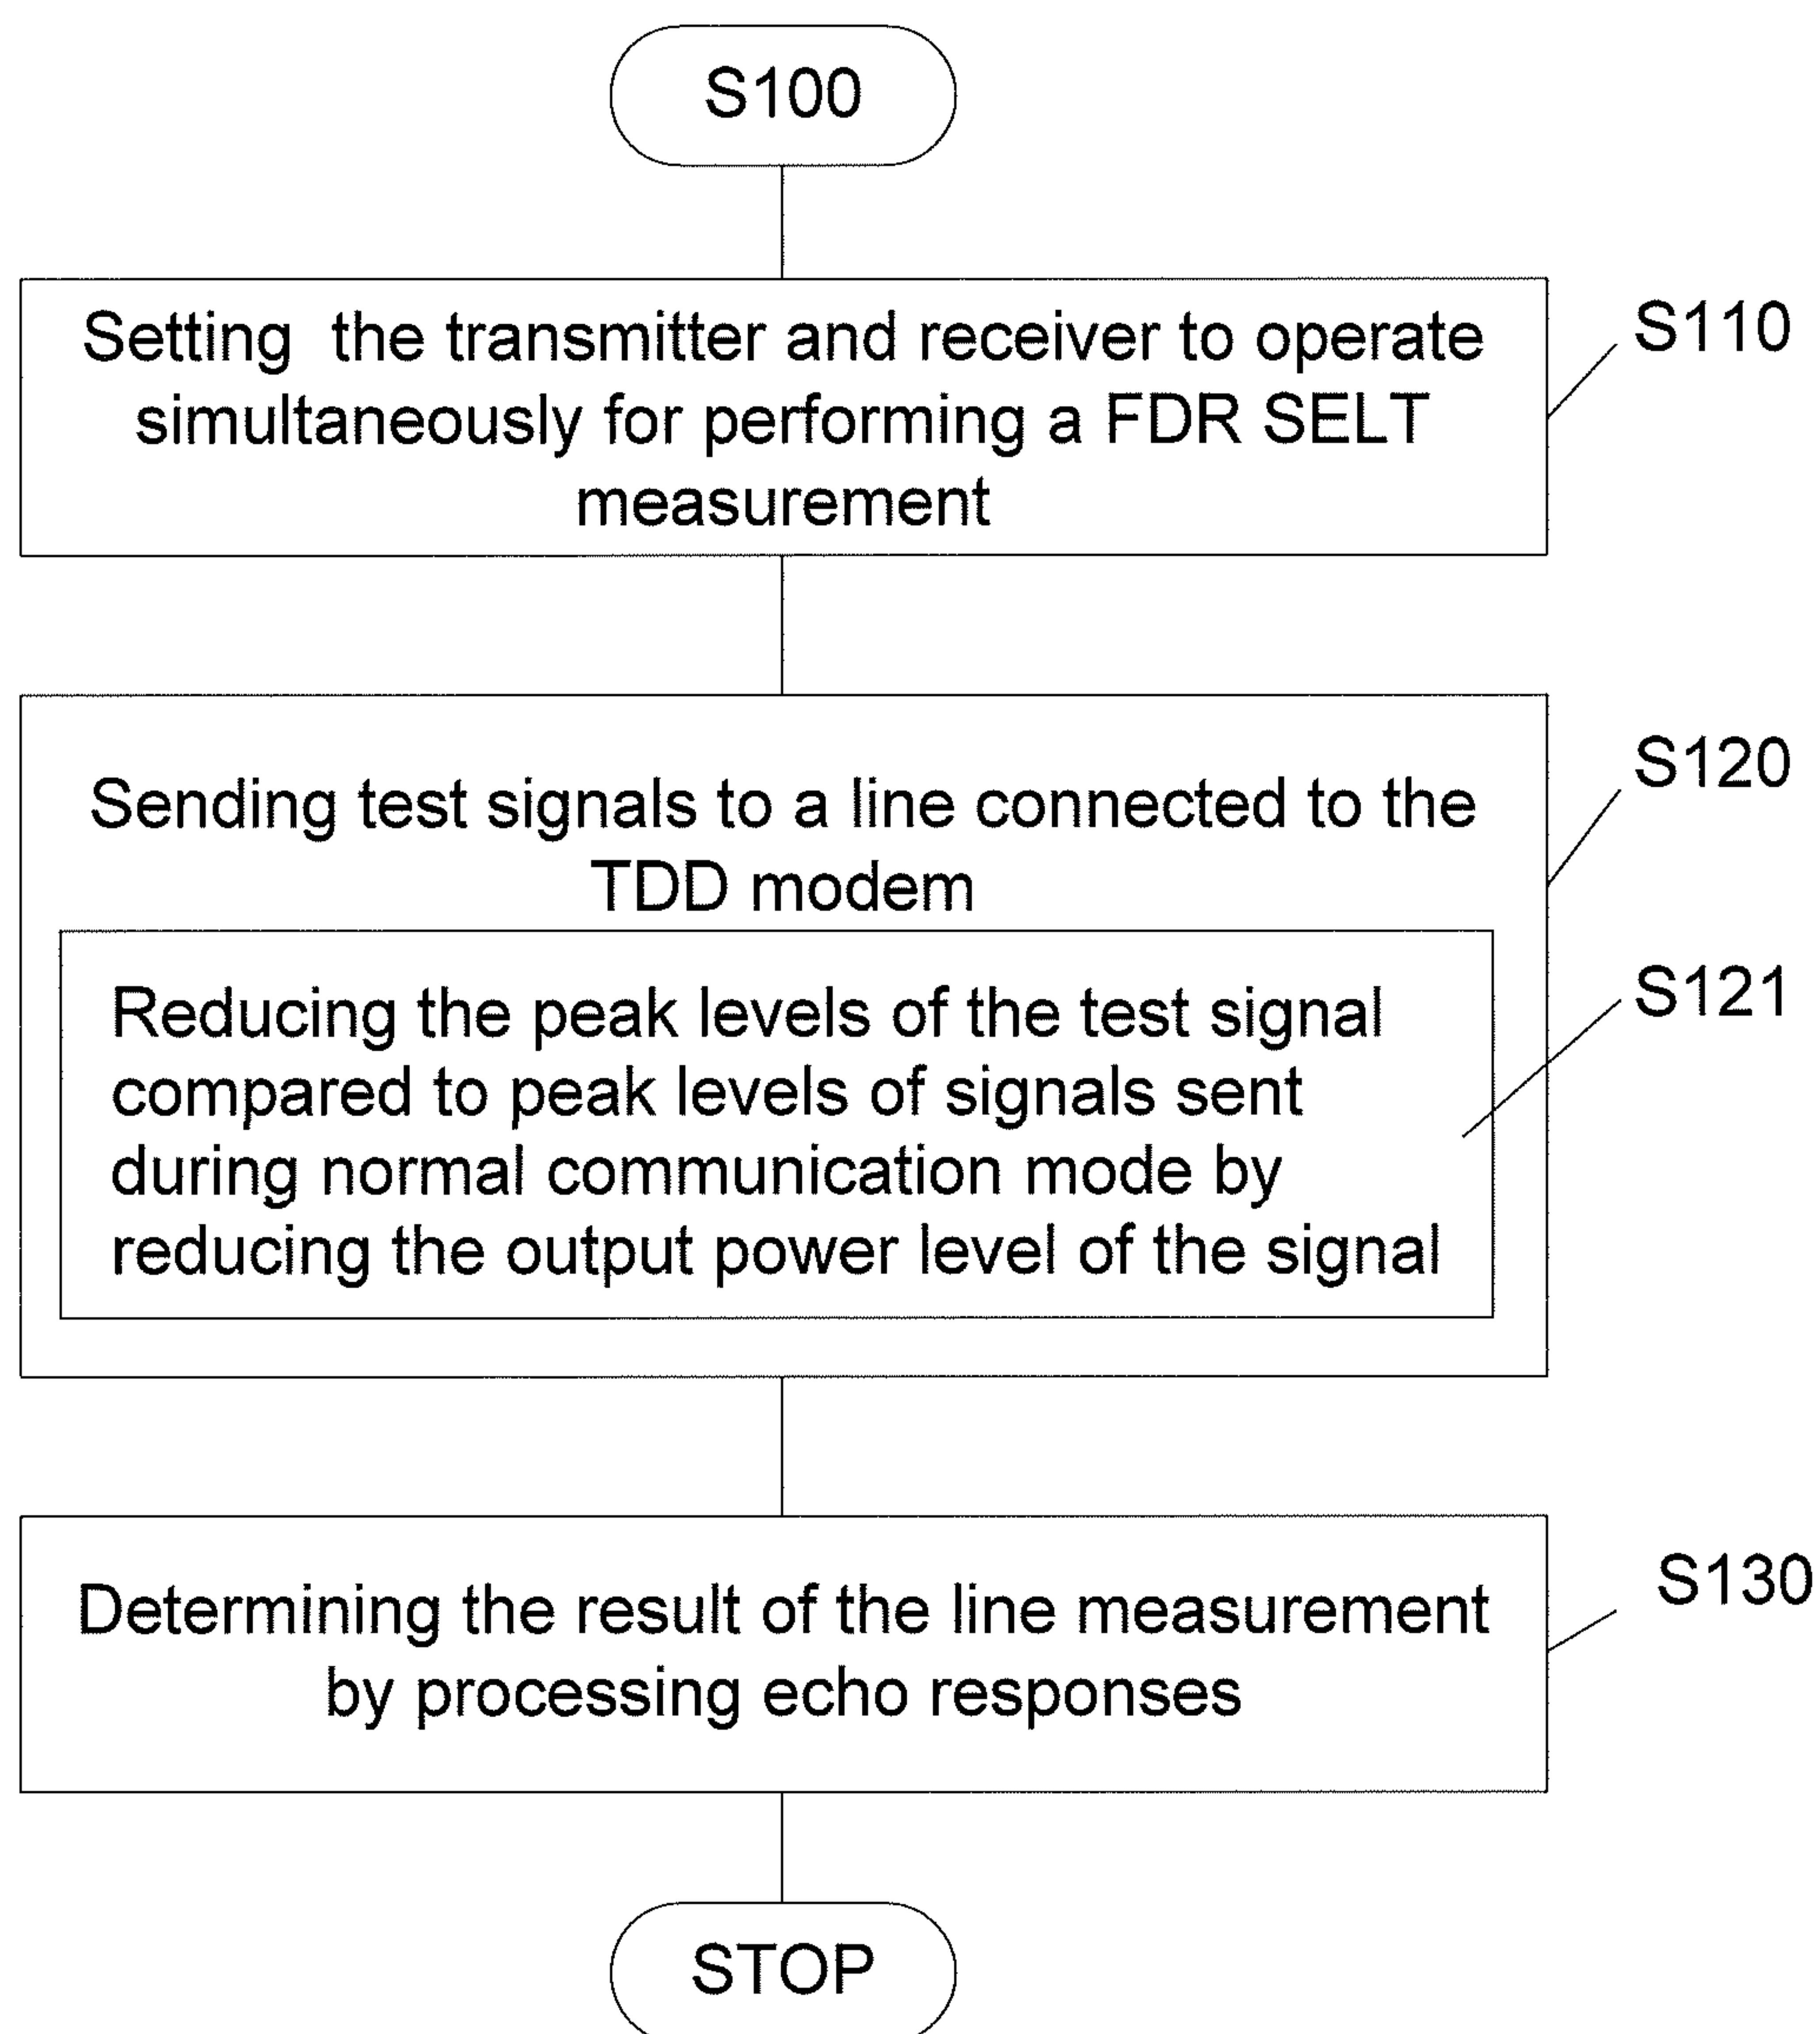 S100
Setting the transmitter and receiver to operate
simultaneously for performing a FDR SELT
measurement
S110
Sending test signals to a line connected to the
TDD modem
S120
Reducing the peak levels of the test signal
compared to peak levels of signals sent
during normal communication mode by
reducing the output power level of the signal
S121
Determining the result of the line measurement
by processing echo responses
S130
STOP